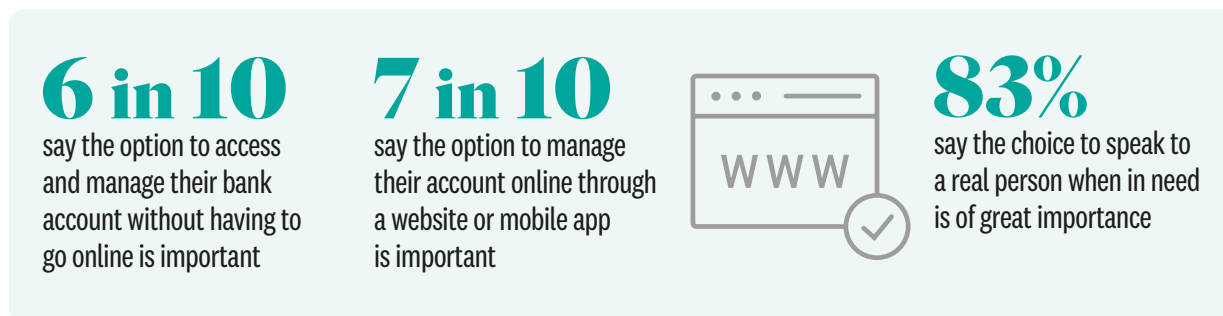 6 in 10
say the option to access
and manage their bank
account without having to
go online is important
7 in 10
say the option to manage
their account online through
a website or mobile app
is important
WWW
83%
say the choice to speak to
a real person when in need
is of great importance